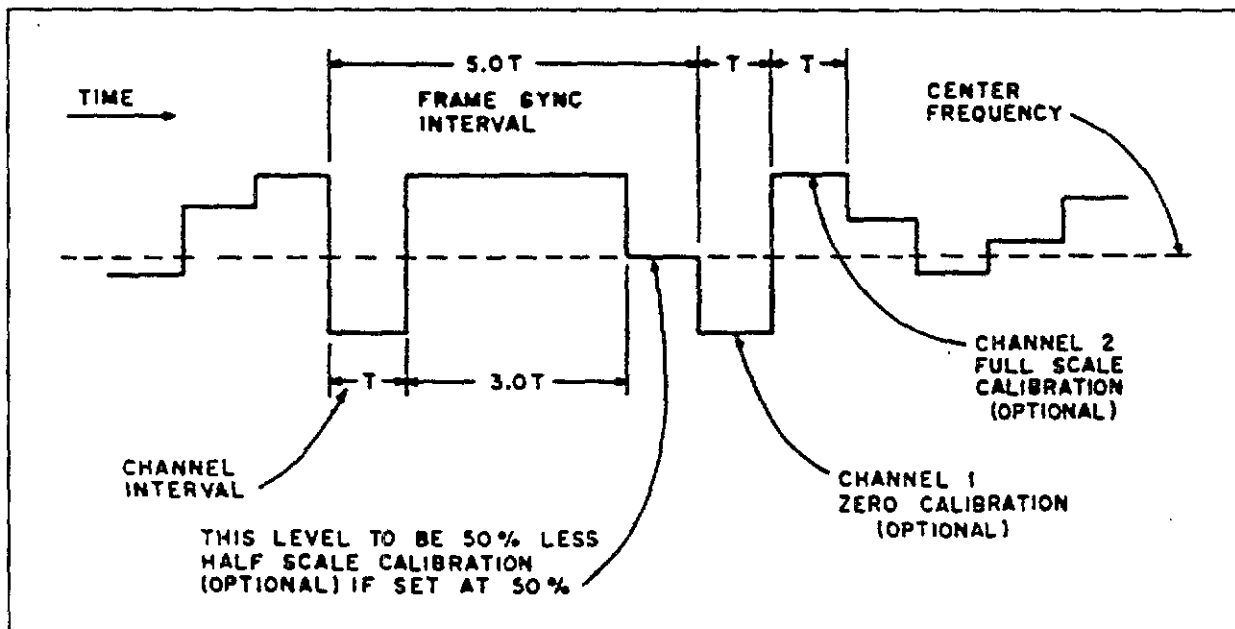 5.0T
T
T
TIME
FRAME SYNC
INTERVAL
CENTER
FREQUENCY
T
3.0T
CHANNEL 2
FULL SCALE
CALIBRATION
(OPTIONAL)
CHANNEL
INTERVAL
CHANNEL 1
ZERO CALIBRATION
(OPTIONAL)
THIS LEVEL TO BE 50% LESS
HALF SCALE CALIBRATION
(OPTIONAL) IF SET AT 50%